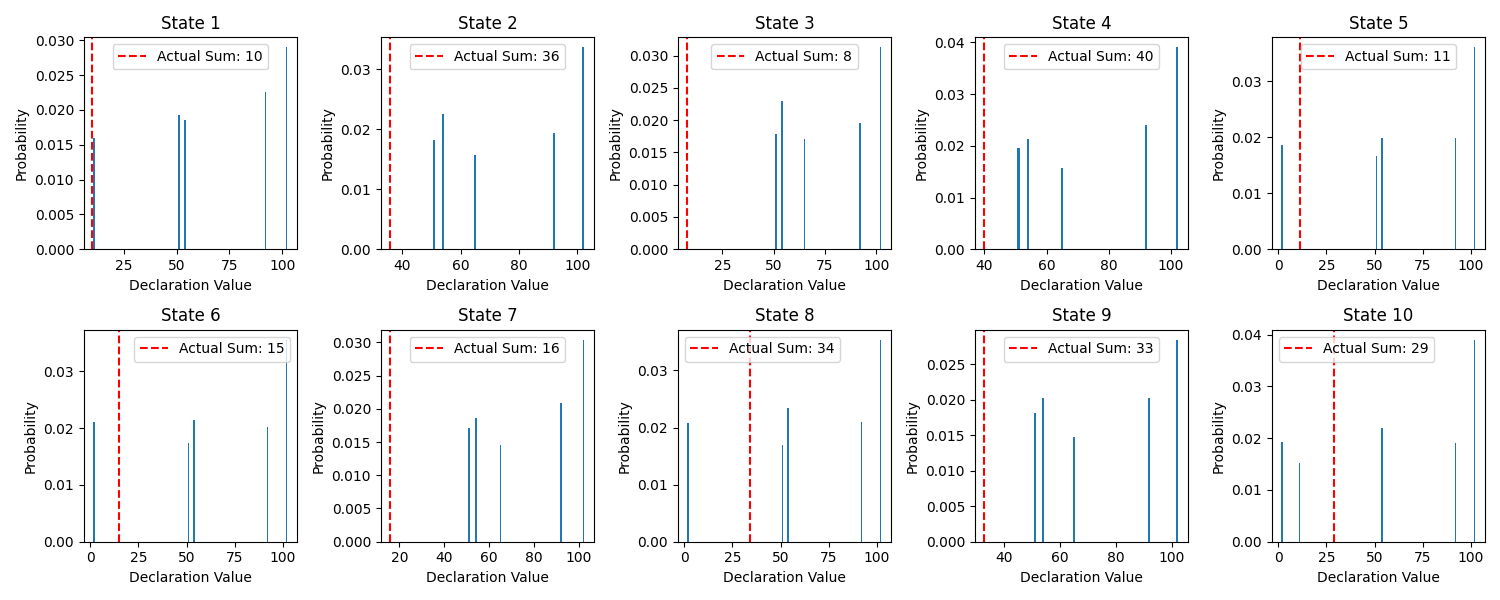 State 1
State 2
State 3
State 4
State 5
Actual Sum: 10
Actual Sum: 36
Actual Sum: 8
Actual Sum: 40
Actual Sum: 11
Probability
0.030
0.025
0.020
0.015
0.010
0.005
0.000
25
50
75
100
Declaration Value
Probability
0.03
0.02
0.01
0.00
40
60
80
100
Declaration Value
Probability
0.030
0.025
0.020
0.015
0.010
0.005
0.000
25
50
75
100
Declaration Value
Probability
0.04
0.03
0.02
0.01
0.00
40
60
80
100
Declaration Value
Probability
0.03
0.02
0.01
0.00
0
25
50
75
100
Declaration Value
State 6
State 7
State 8
State 9
State 10
Actual Sum: 15
Actual Sum: 16
Actual Sum: 34
Actual Sum: 33
Actual Sum: 29
Probability
0.03
0.02
0.01
0.00
0
25
50
75
100
Declaration Value
Probability
0.030
0.025
0.020
0.015
0.010
0.005
0.000
20
40
60
80
100
Declaration Value
Probability
0.03
0.02
0.01
0.00
0
25
50
75
100
Declaration Value
Probability
0.025
0.020
0.015
0.010
0.005
0.000
40
60
80
100
Declaration Value
Probability
0.04
0.03
0.02
0.01
0.00
0
25
50
75
100
Declaration Value